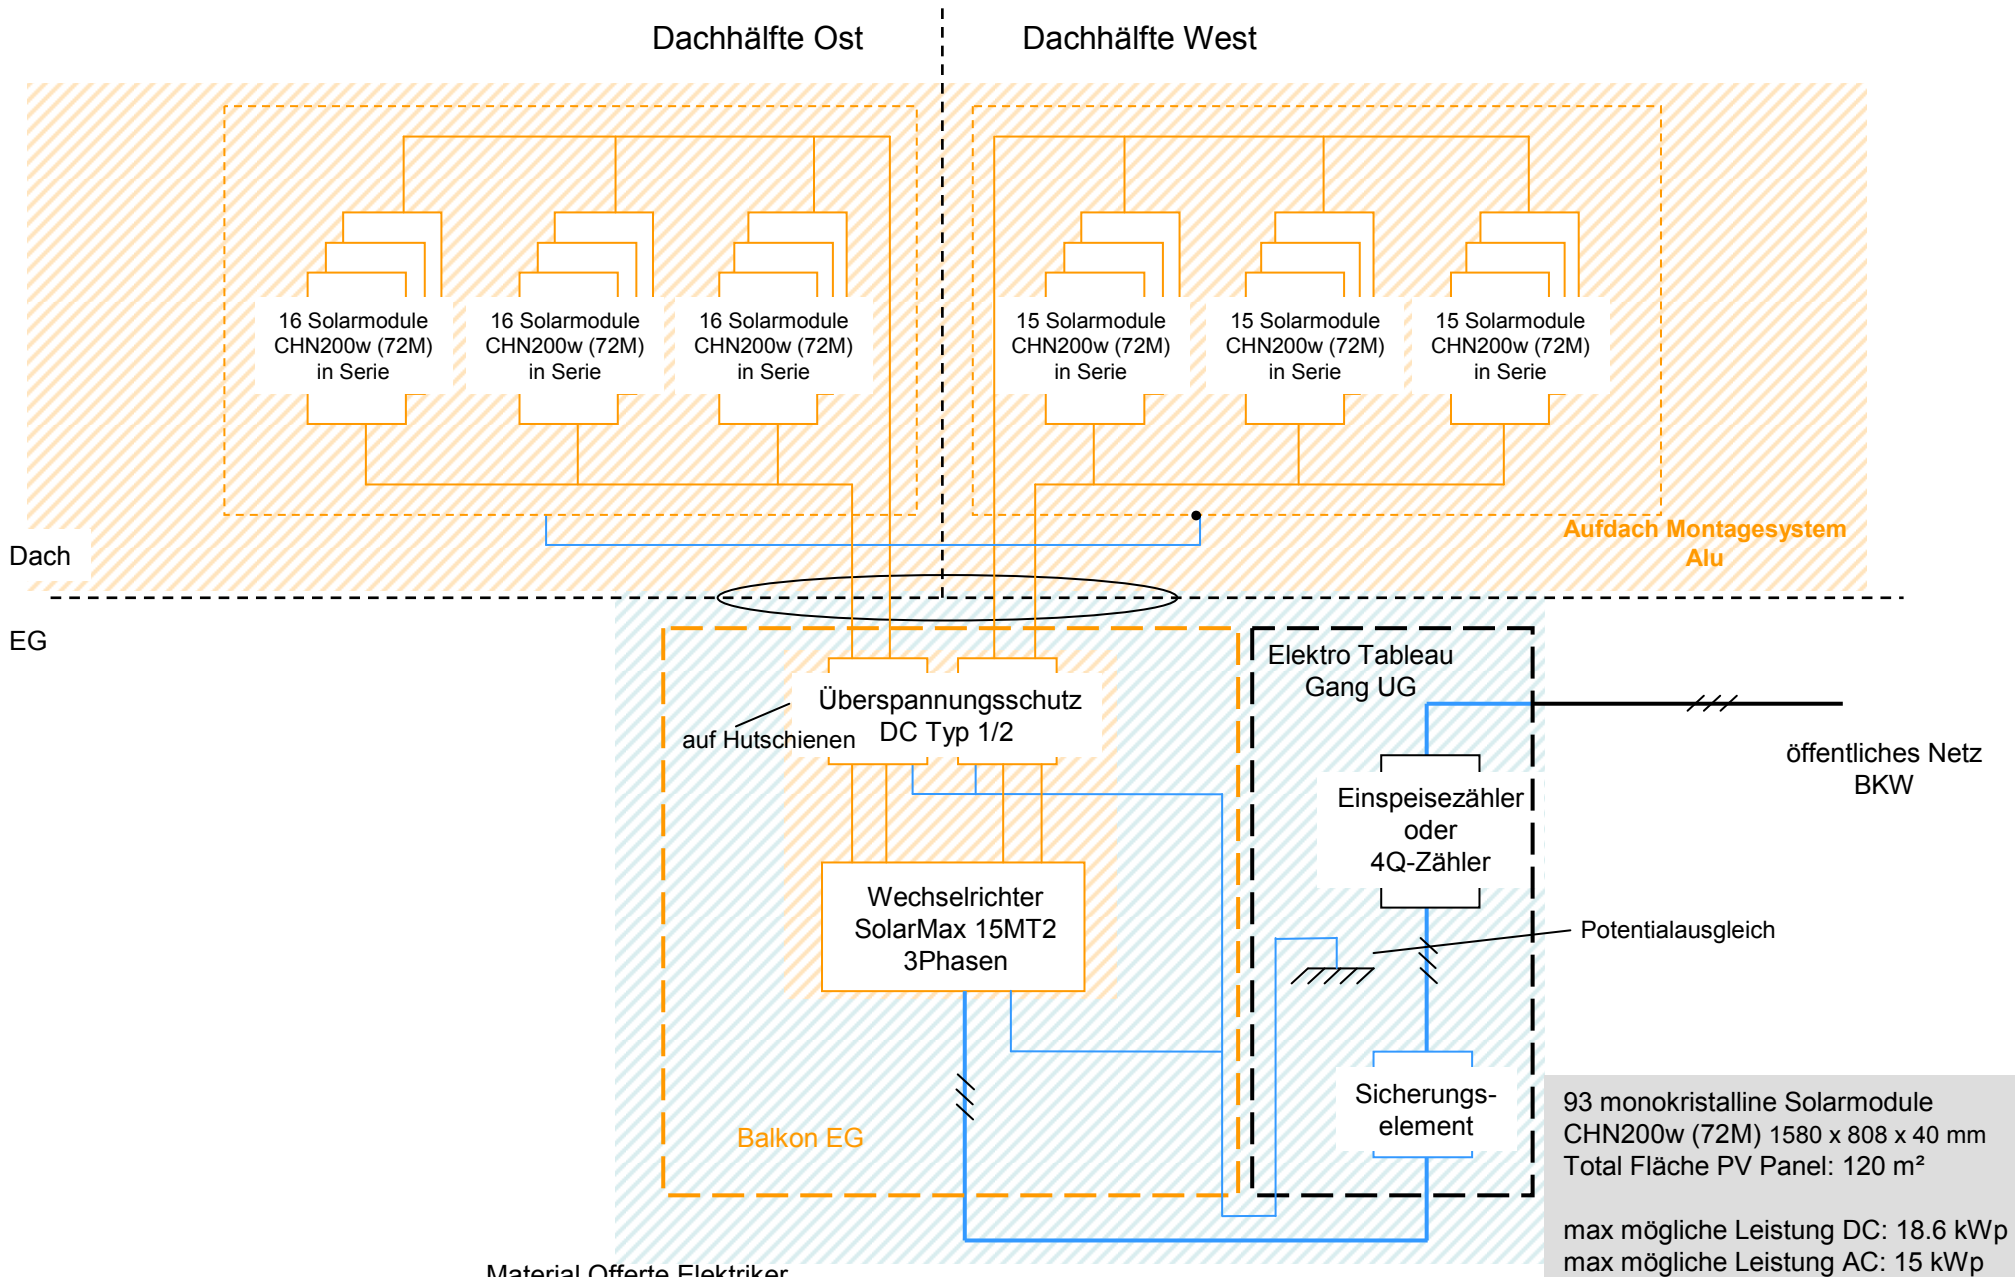 Dachhälfte Ost
Dachhälfte West
16 Solarmodule
CHN200w (72M)
in Serie
16 Solarmodule
CHN200w (72M)
in Serie
16 Solarmodule
CHN200w (72M)
in Serie
15 Solarmodule
CHN200w (72M)
in Serie
15 Solarmodule
CHN200w (72M)
in Serie
15 Solarmodule
CHN200w (72M)
in Serie
Aufdach Montagesystem
Alu
Dach
EG
Überspannungsschutz
DC Typ 1/2
auf Hutschienen
Elektro Tableau
Gang UG
öffentliches Netz
BKW
Einspeisezähler
oder
4Q-Zähler
Wechselrichter
SolarMax 15MT2
3Phasen
Potentialausgleich
Sicherungs-
element
Balkon EG
93 monokristalline Solarmodule
CHN200w (72M) 1580 x 808 x 40 mm
Total Fläche PV Panel: 120 m²
max mögliche Leistung DC: 18.6 kWp
max mögliche Leistung AC: 15 kWp
Material Offerte Elektriker